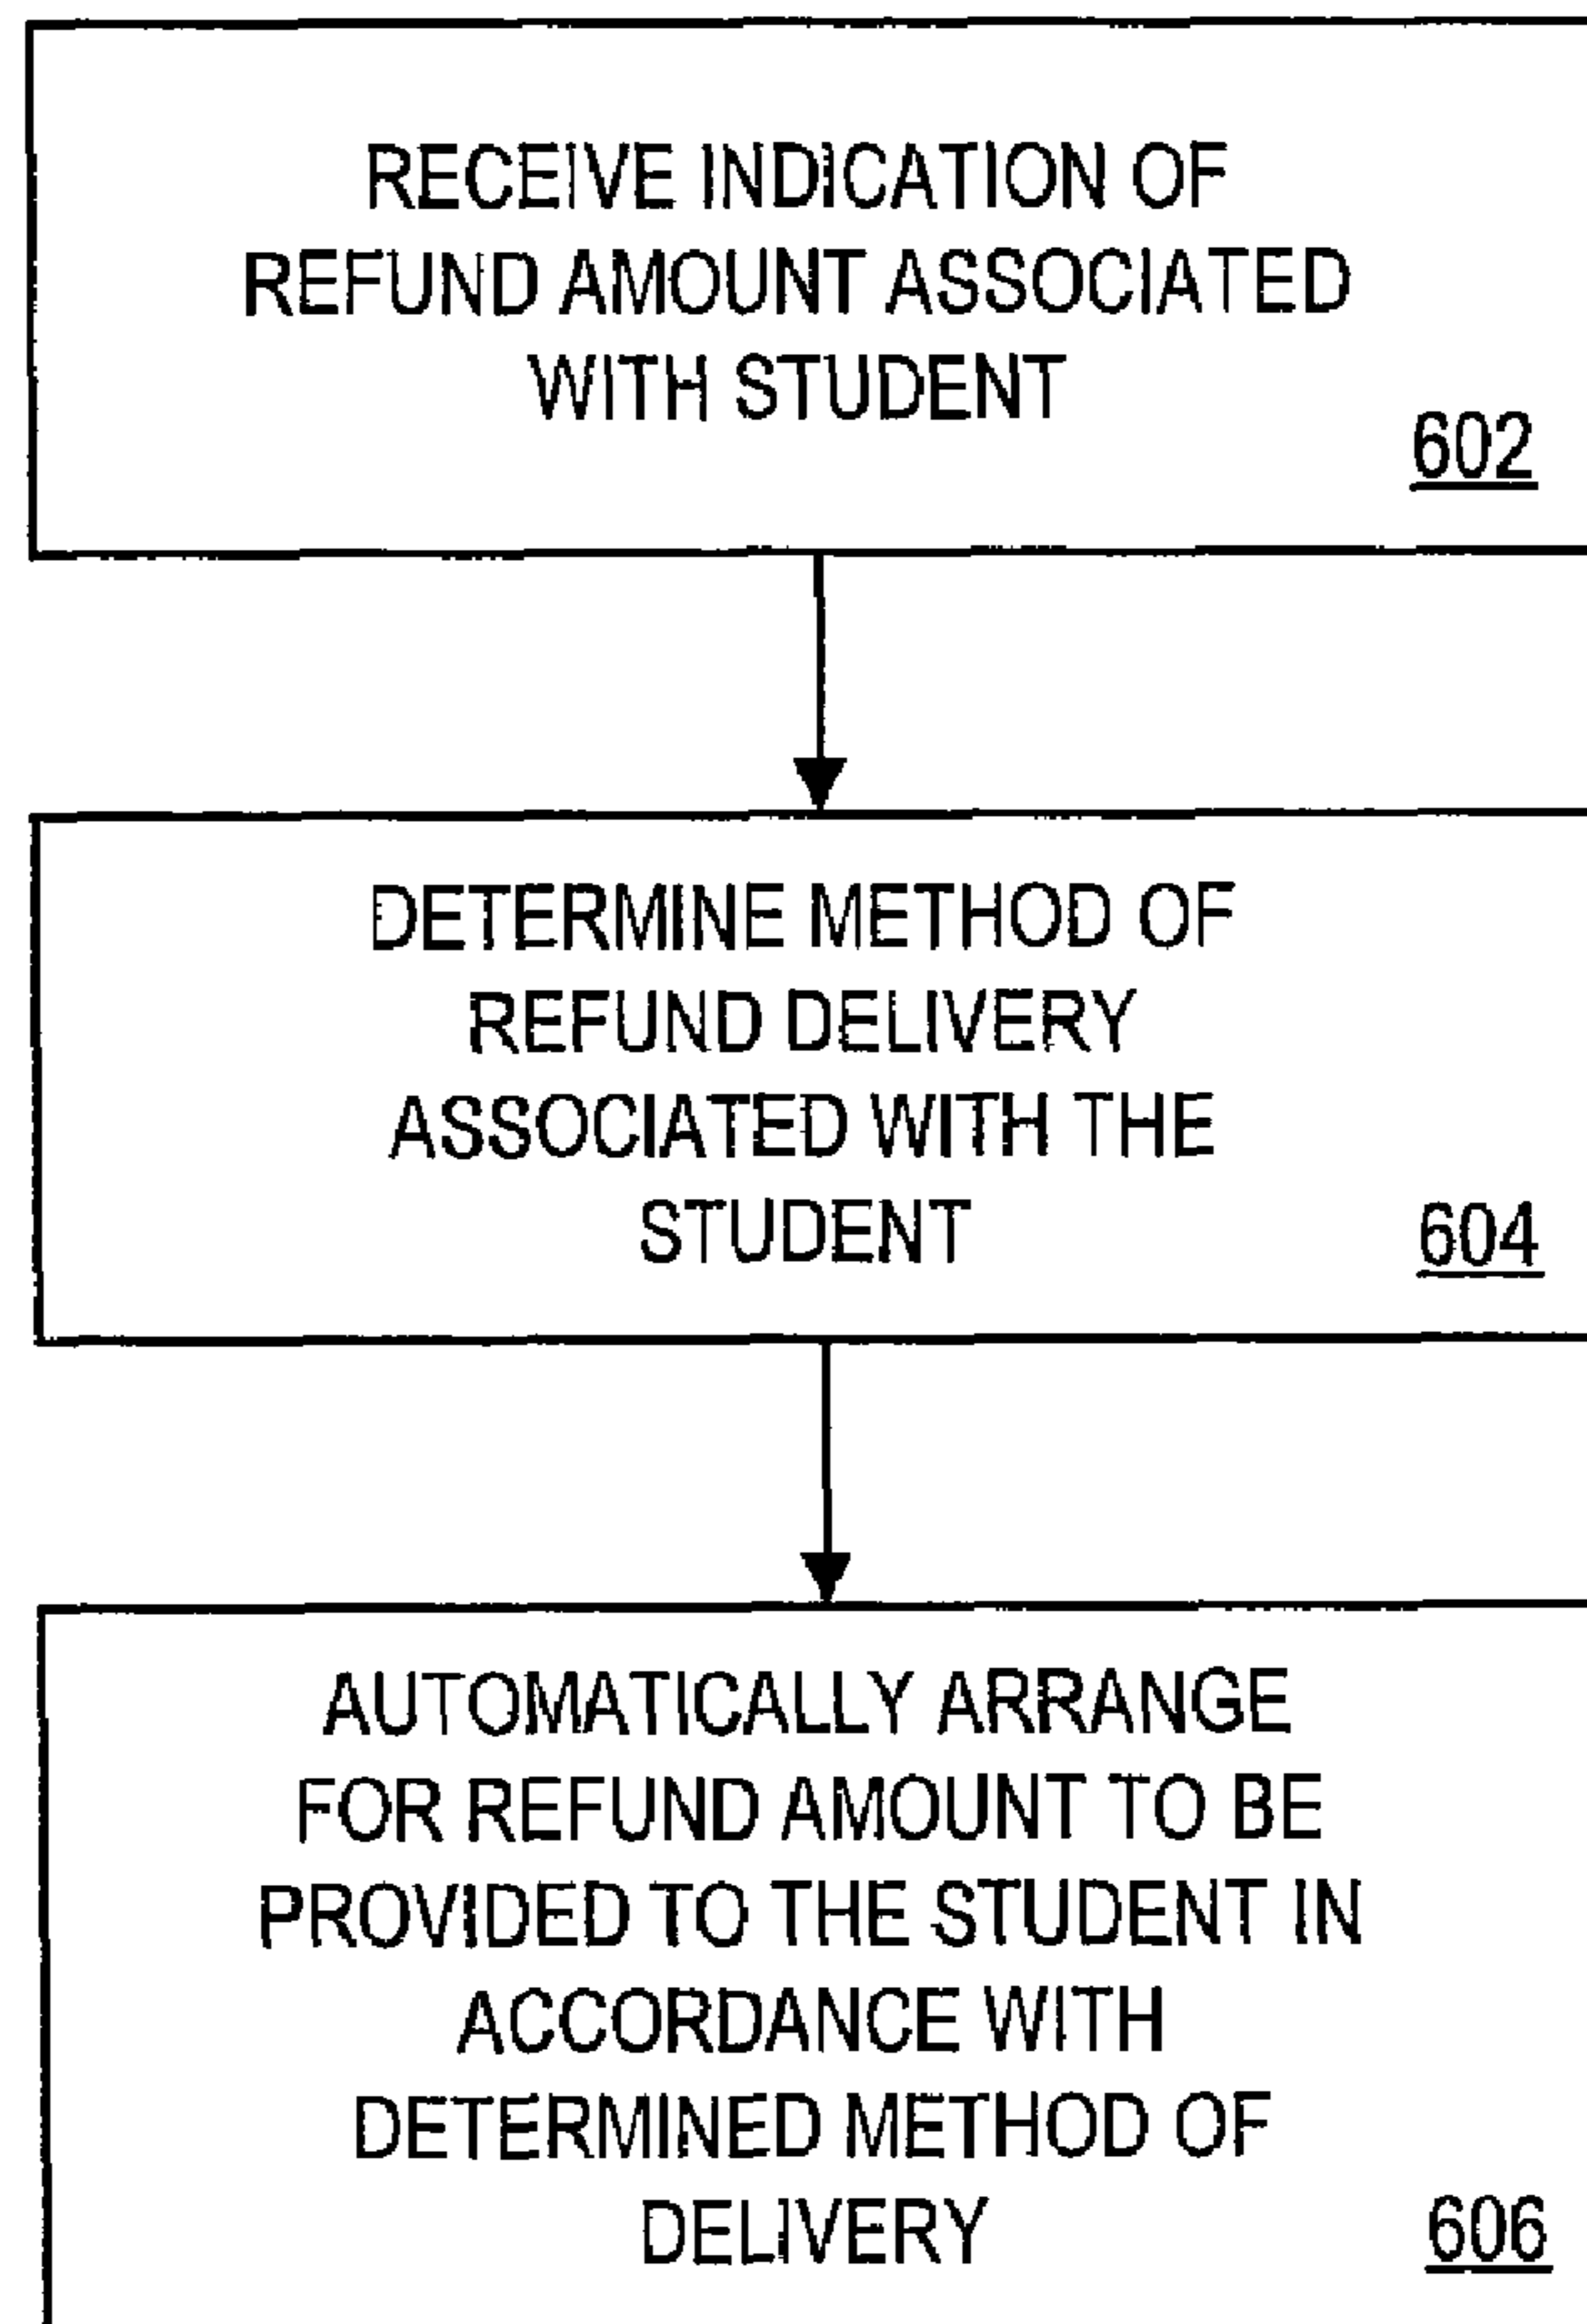 RECEIVE INDICATION OF
REFUND AMOUNT ASSOCIATED
WITH STUDENT
602
DETERMINE METHOD OF
REFUND DELIVERY
ASSOCIATED WITH THE
STUDENT
604
AUTOMATICALLY ARRANGE
FOR REFUND AMOUNT TO BE
PROVIDED TO THE STUDENT IN
ACCORDANCE WITH
DETERMINED METHOD OF
DELIVERY
606